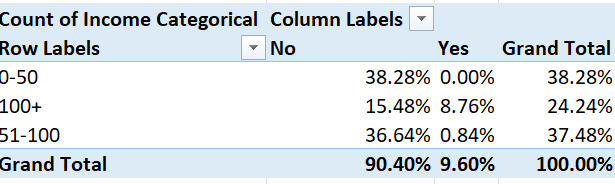 Count of Income Categorical Column Labels
Row Labels No Yes Grand Total
0-50 38.28% 0.00% 38.28%
100+ 15.48% 8.76% 24.24%
51-100 36.64% 0.84% 37.48%
Grand Total 90.40% 9.60% 100.00%